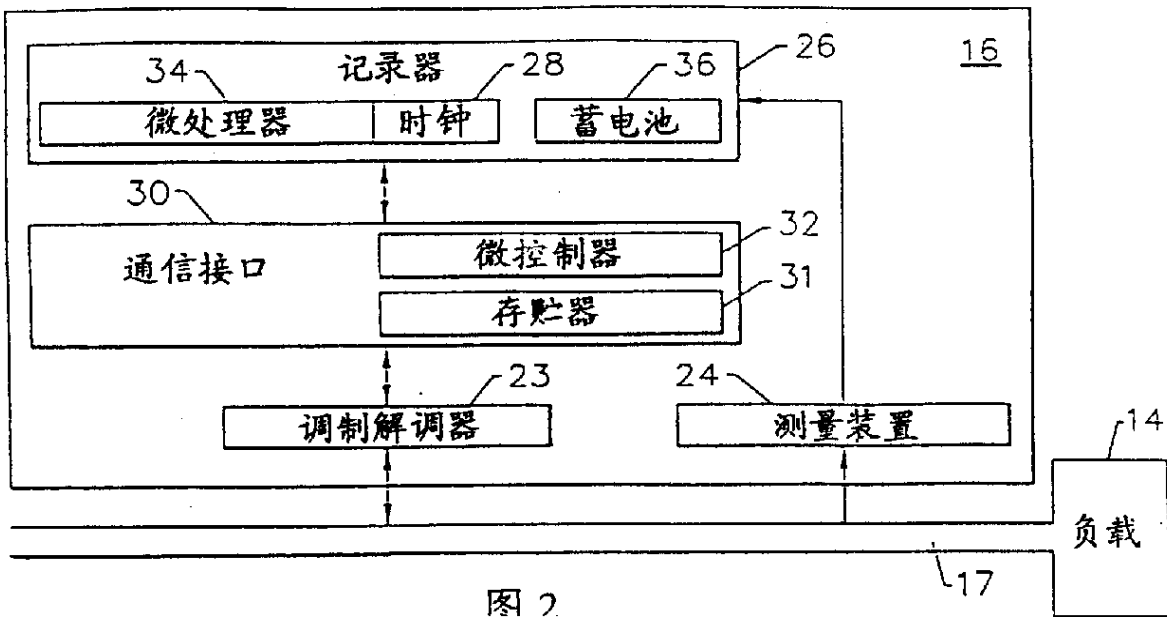 记录器
26
16
34
28
36
微处理器
时钟
蓄电池
30
通信接口
微控制器
32
存贮器
31
23
24
调制解调器
测量装置
14
负载
17
图2